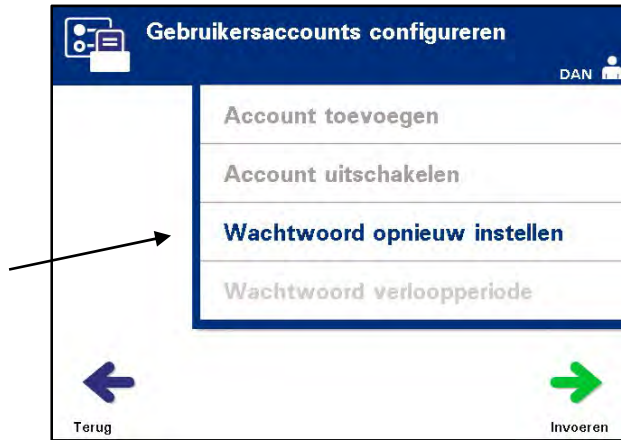 Gebruikersaccounts configureren
DAN
Account toevoegen
Account uitschakelen
Wachtwoord opnieuw instellen
Wachtwoord verloopperiode
Terug
Invoeren